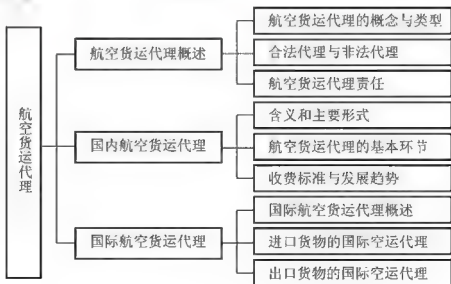 航空货运代理
航空货运代理概述
航空货运代理的概念与类型
合法代理与非法代理
航空货运代理责任
国内航空货运代理
含义和主要形式
航空货运代理的基本环节
收费标准与发展趋势
国际航空货运代理
国际航空货运代理概述
进口货物的国际空运代理
出口货物的国际空运代理